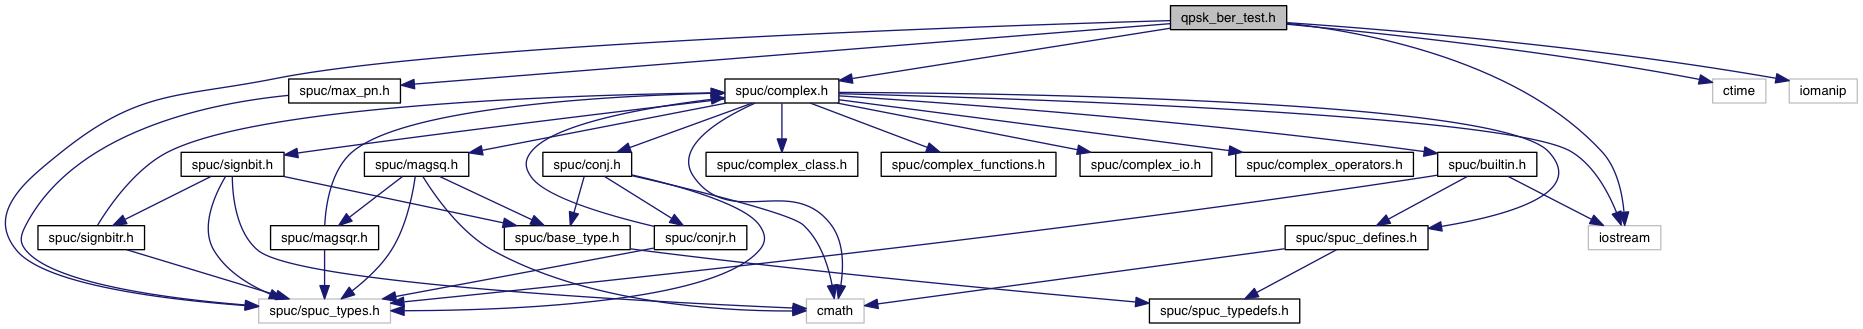 qpsk_ber_test.h
spuc/max_pn.h
spuc/complex.h
ctime
iomanip
spuc/signbit.h
spuc/magsq.h
spuc/conj.h
spuc/complex_class.h
spuc/complex_functions.h
spuc/complex_io.h
spuc/complex_operators.h
spuc/builtin.h
spuc/signbitr.h
spuc/magsqr.h
spuc/base_type.h
spuc/conjr.h
spuc/spuc_defines.h
iostream
spuc/spuc_types.h
cmath
spuc/spuc_typedefs.h